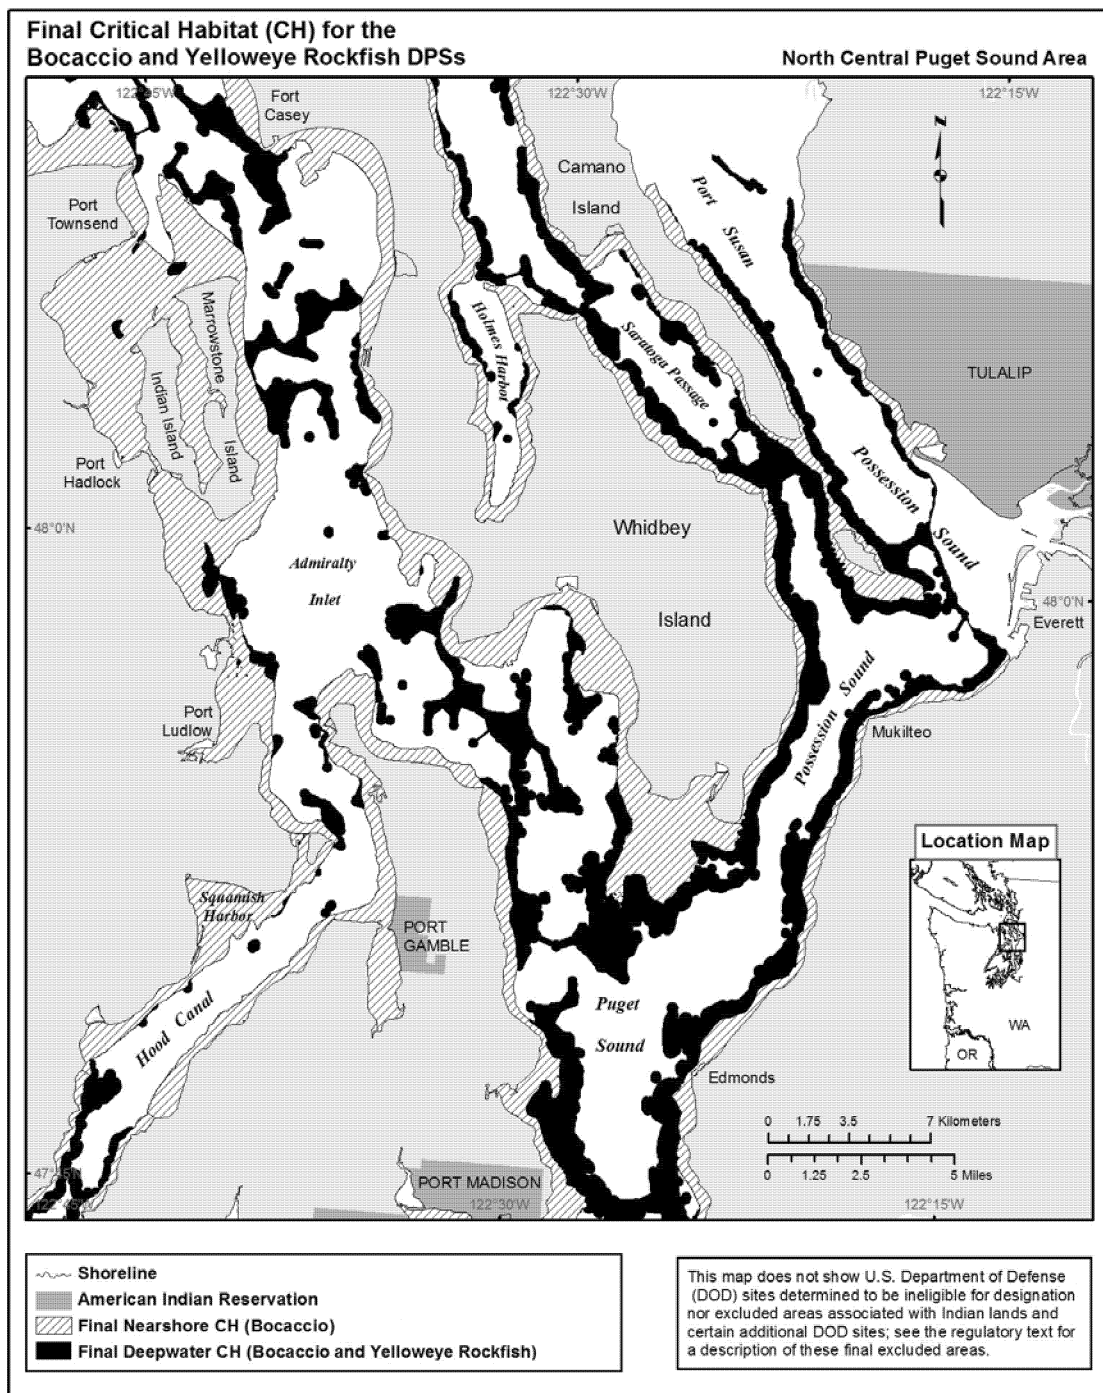 Final Critical Habitat (CH) for the
Bocaccio and Yelloweye Rockfish DPSs
North Central Puget Sound Area
122°45'W
122°30'W
122°15'W
Fort
Casey
Z
Camano
Island
Port
Townsend
Port
Susan
Marrowstone
Island
Indian Island
Holmes Harbor
Saratoga Passage
TULALIP
Port
Hadlock
Possession
Sound
48°0'N
Whidbey
Island
Admiralty
Inlet
48°0'N
Everett
Possession Sound
Port
Ludlow
Mukilteo
Location Map
WA
OR
Squamish
Harbor
PORT
GAMBLE
Hood Canal
Puget
Sound
Edmonds
0 1.75 3.5 7 Kilometers
0 1.25 2.5 5 Miles
47°45'N
PORT MADISON
122°45'W
122°30'W
122°15'W
Shoreline
American Indian Reservation
Final Nearshore CH (Bocaccio)
Final Deepwater CH (Bocaccio and Yelloweye Rockfish)
This map does not show U.S. Department of Defense
(DOD) sites determined to be ineligible for designation
nor excluded areas associated with Indian lands and
certain additional DOD sites; see the regulatory text for
a description of these final excluded areas.